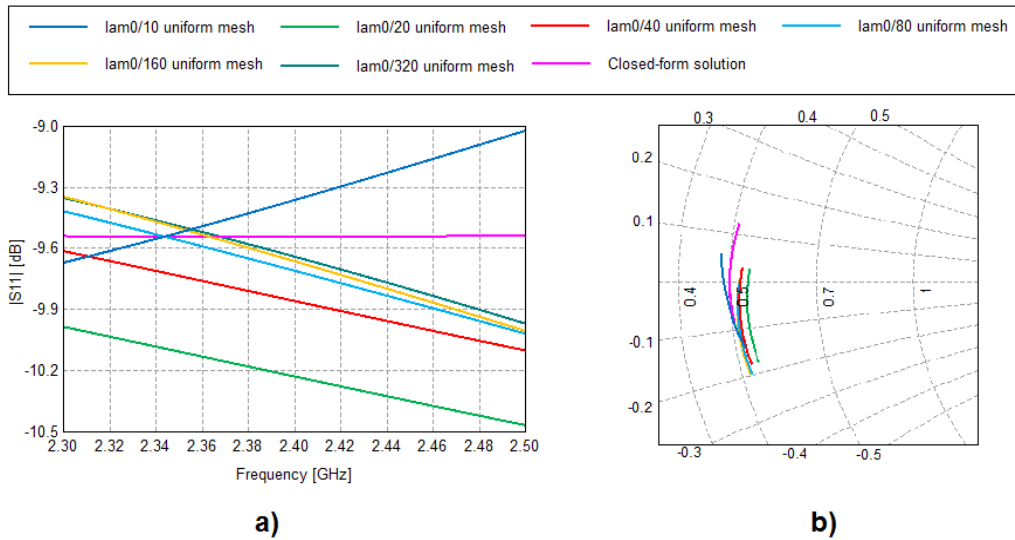 lam0/10 uniform mesh lam0/20 uniform mesh lam0/40 uniform mesh lam0/80 uniform mesh
lam0/160 uniform mesh lam0/320 uniform mesh Closed-form solution
-9.0
-9.3
-9.6
-9.9
-10.2
-10.5
|S11| [dB]
2.30 2.32 2.34 2.36 2.38 2.40 2.42 2.44 2.46 2.48 2.50
Frequency [GHz]
a)
0.3 0.4 0.5
0.2
0.1
0.4 0.5 0.7 1
-0.1
-0.2
-0.3 -0.4 -0.5
b)